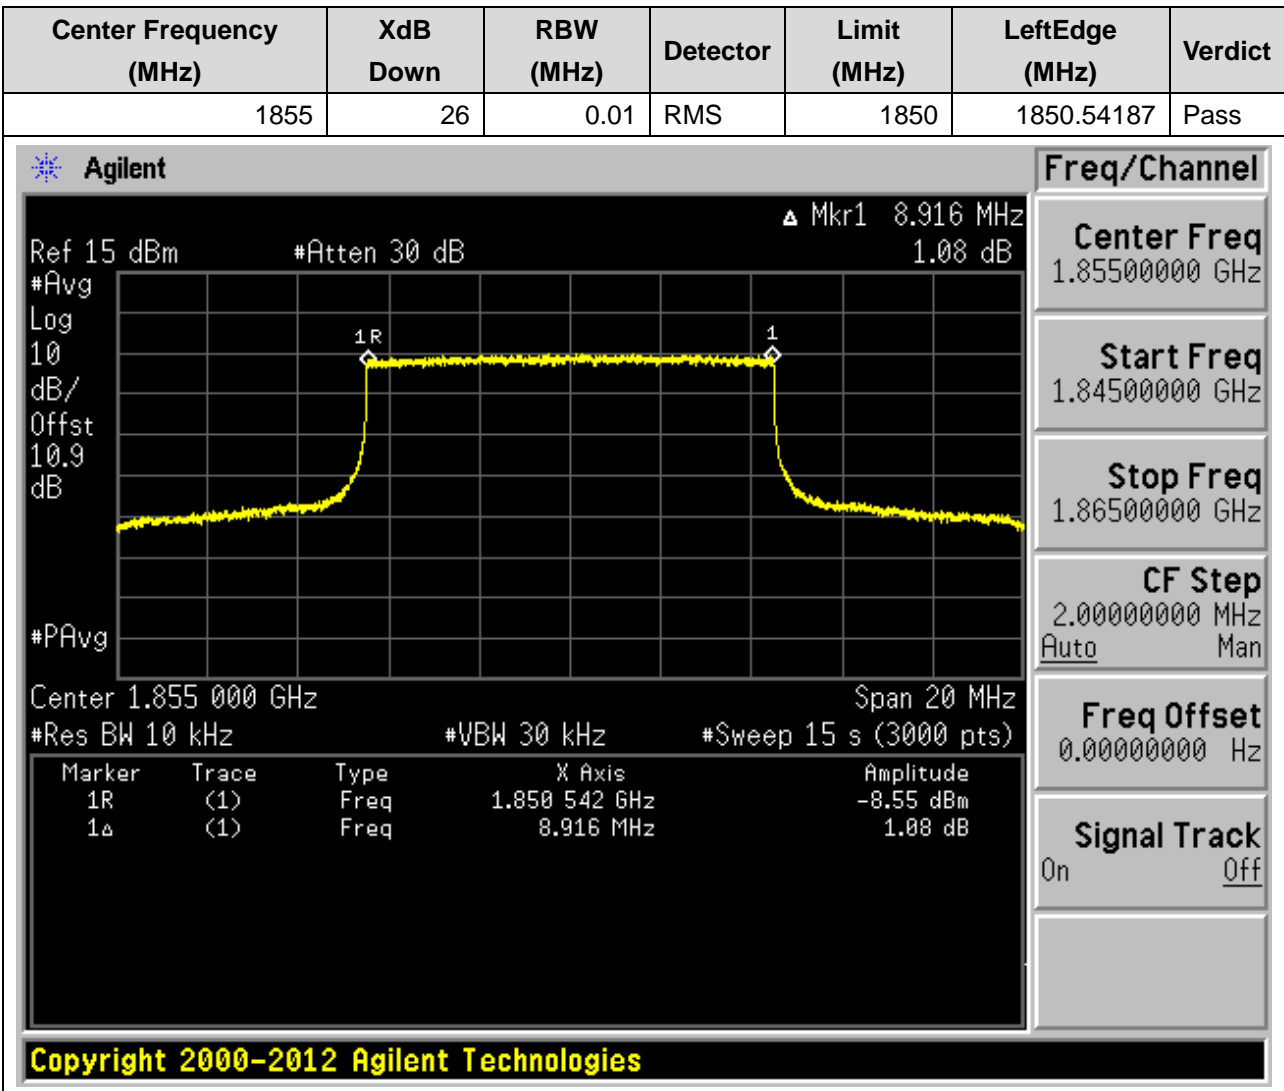 Center Frequency (MHz) XdB Down RBW (MHz) Detector Limit (MHz) LeftEdge (MHz) Verdict
1855 26 0.01 RMS 1850 1850.54187 Pass
Agilent
Freq/Channel
Δ Mkr1 8.916 MHz
Ref 15 dBm #Atten 30 dB 1.08 dB
#Avg
Log
10
dB/
Offst
10.9
dB
1R
1
#PAvg
Center 1.855 000 GHz Span 20 MHz
#Res BW 10 kHz #VBW 30 kHz #Sweep 15 s (3000 pts)
Marker Trace Type X Axis Amplitude
1R (1) Freq 1.850 542 GHz -8.55 dBm
1Δ (1) Freq 8.916 MHz 1.08 dB
Center Freq
1.85500000 GHz
Start Freq
1.84500000 GHz
Stop Freq
1.86500000 GHz
CF Step
2.00000000 MHz
Auto Man
Freq Offset
0.00000000 Hz
Signal Track
On Off
Copyright 2000-2012 Agilent Technologies